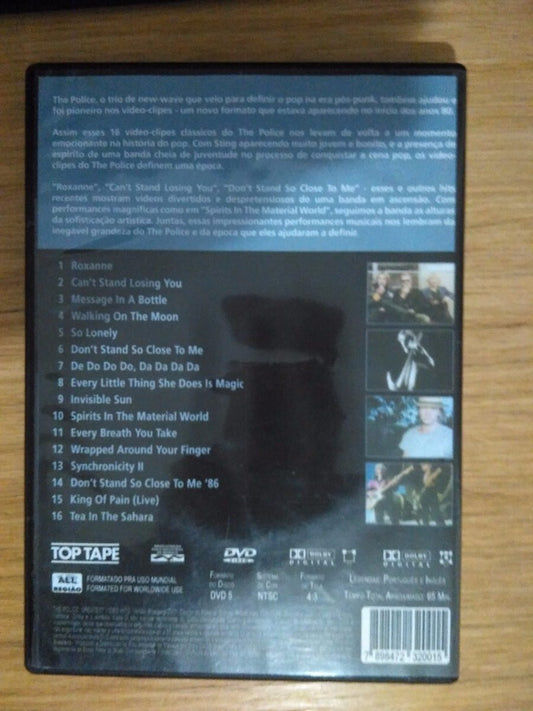 The Police, o trio de new-wave que veio para definir o pop na era pós-punk, também ajudou e
foi pioneiro nos vídeo-clipes - um novo formato que estava aparecendo no início dos anos 80.
Assim esses 16 vídeo-clipes clássicos do The Police nos levam de volta a um momento
emocionante na história do pop. Com Sting aparecendo muito jovem e bonito, e a presença de
espírito de uma banda cheia de juventude no processo de conquistar a cena pop, os vídeo-
clipes do The Police definem uma época.
"Roxanne", "Can't Stand Losing You", "Don't Stand So Close To Me" - esses e outros hits
recentes mostram vídeos divertidos e despretensiosos de uma banda em ascensão. Com
performances magníficas como em "Spirits In The Material World", seguimos a banda as alturas
da sofisticação artística. Juntas, essas impressionantes performances musicais nos lembram da
inegável grandeza do The Police e da época que eles ajudaram a definir.
1 Roxanne
2 Can't Stand Losing You
3 Message In A Bottle
4 Walking On The Moon
5 So Lonely
6 Don't Stand So Close To Me
7 De Do Do Do, Da Da Da Da
8 Every Little Thing She Does Is Magic
9 Invisible Sun
10 Spirits In The Material World
11 Every Breath You Take
12 Wrapped Around Your Finger
13 Synchronicity II
14 Don't Stand So Close To Me '86
15 King Of Pain (Live)
16 Tea In The Sahara
TOP TAPE
DVD VIDEO
DOLBY DIGITAL
DOLBY DIGITAL
ALL REGIÃO
FORMATADO PRA USO MUNDIAL
FORMATED FOR WORLDWIDE USE
FORMATO DO DISCO DVD 5
SISTEMA DE COR NTSC
FORMATO DE TELA 4:3
LEGENDAS: PORTUGUÊS E INGLÊS
TEMPO TOTAL APROXIMADO: 65 MIN.
7 898472 320015